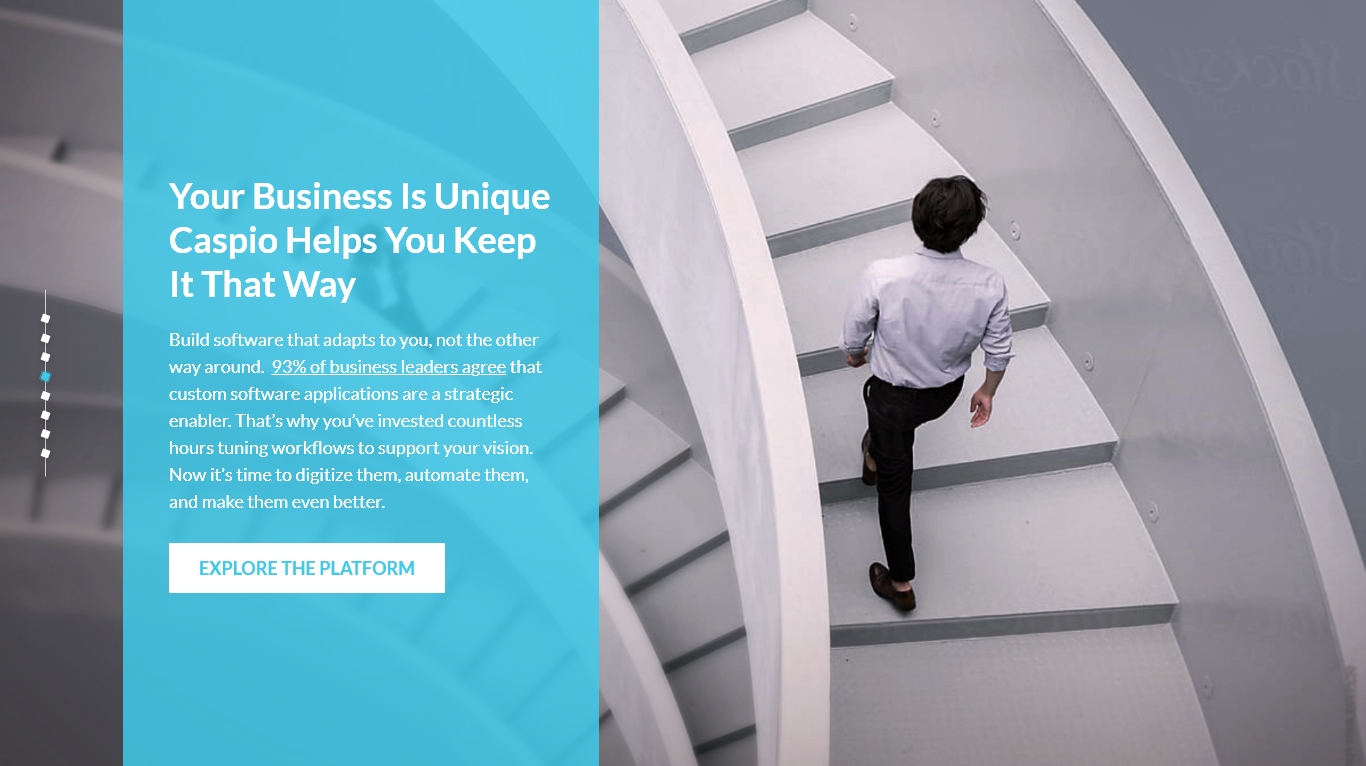 Your Business Is Unique
Caspio Helps You Keep
It That Way
Build software that adapts to you, not the other
way around. 93% of business leaders agree that
custom software applications are a strategic
enabler. That's why you've invested countless
hours tuning workflows to support your vision.
Now it's time to digitize them, automate them,
and make them even better.
EXPLORE THE PLATFORM